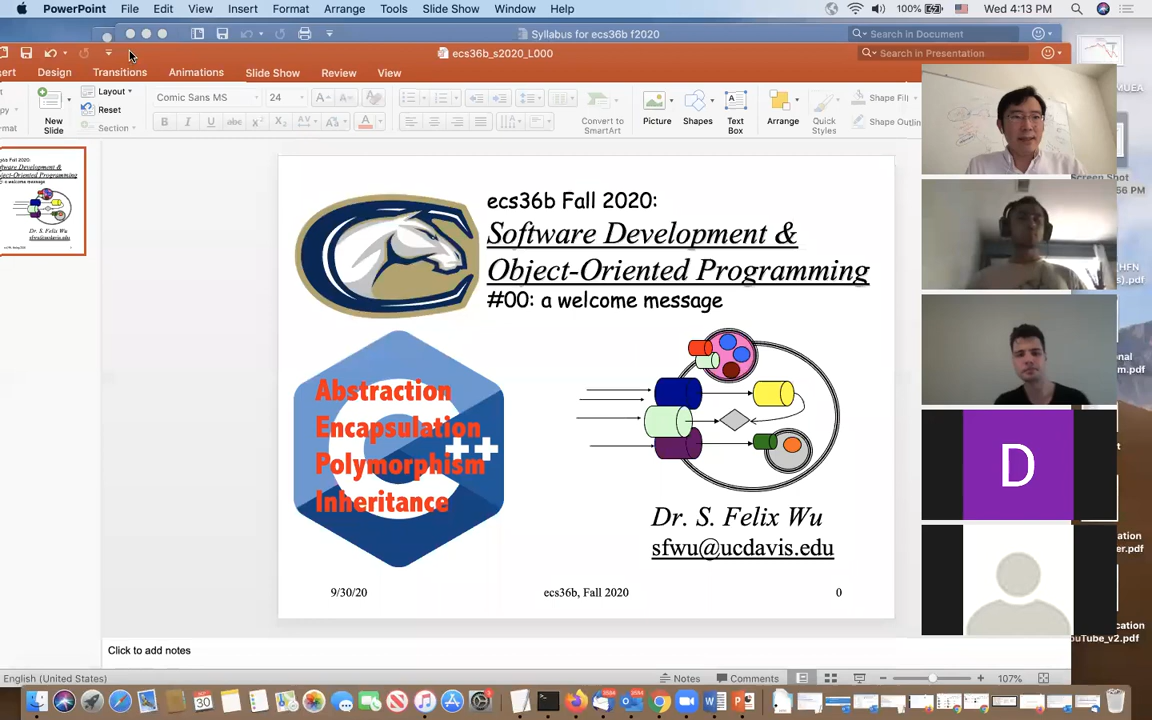 PowerPoint File Edit View Insert Format Arrange Tools Slide Show Window Help 100% Wed 4:13 PM
Syllabus for ecs36b f2020 Search in Document
ecs36b_s2020_L000 Search in Presentation
Design Transitions Animations Slide Show Review View
New Slide
Layout
Reset
Section
Comic Sans MS 24
Convert to SmartArt
Picture Shapes Text Box Arrange Quick Styles
Shape Fill
Screen Shot
56 PM
ecs36b Fall 2020:
Software Development &
Object-Oriented Programming
#00: a welcome message
Abstraction
Encapsulation
Polymorphism
Inheritance
++
Dr. S. Felix Wu
sfwu@ucdavis.edu
9/30/20 ecs36b, Fall 2020 0
D
Click to add notes
English (United States) Notes Comments 107%